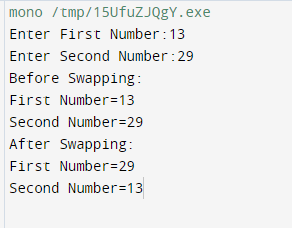 mono /tmp/15UfuZJQgY.exe
Enter First Number:13
Enter Second Number:29
Before Swapping:
First Number=13
Second Number=29
After Swapping:
First Number=29
Second Number=13